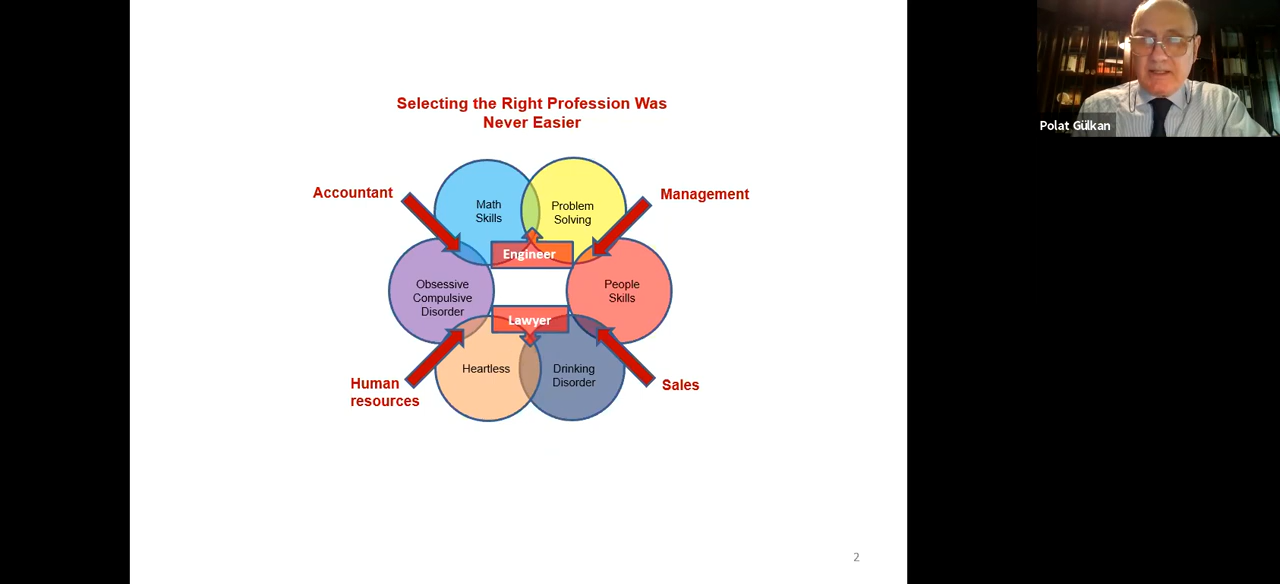 Selecting the Right Profession Was
Never Easier
Accountant
Management
Math
Skills
Problem
Solving
Engineer
Obsessive
Compulsive
Disorder
People
Skills
Lawyer
Heartless
Drinking
Disorder
Human
resources
Sales
2
Polat Gülkan